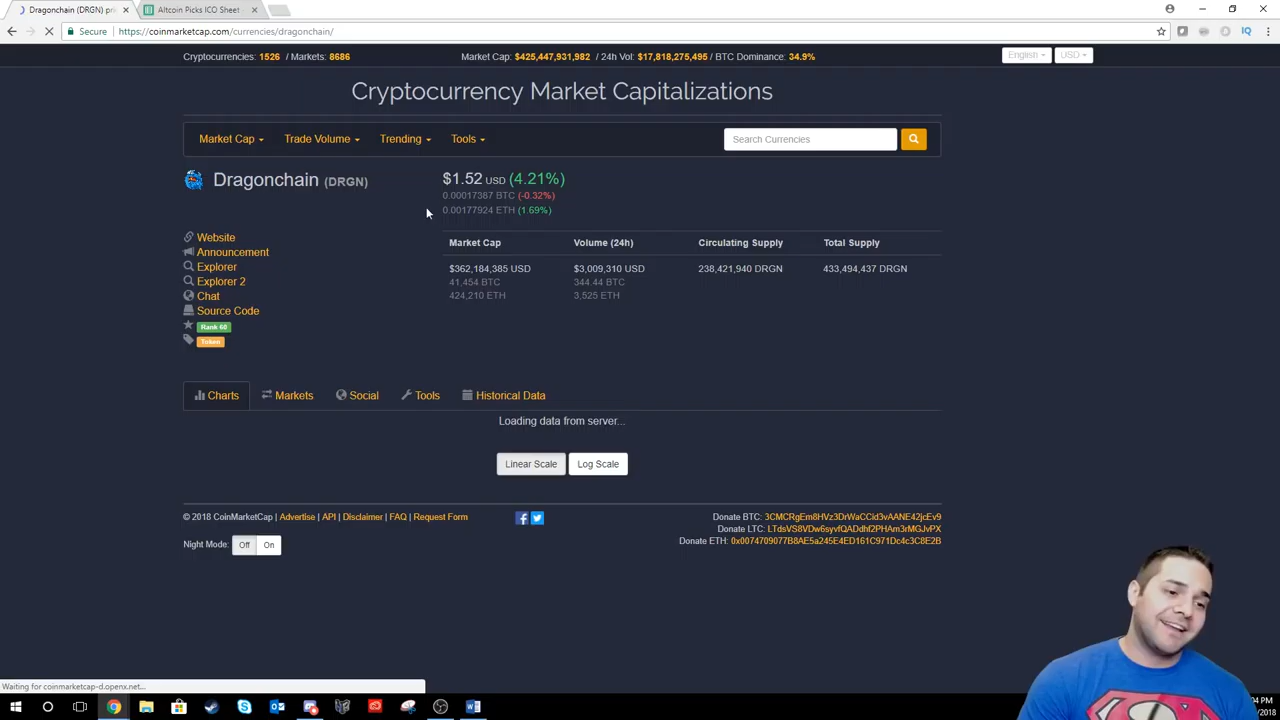 Dragonchain (DRGN) pri
Altcoin Picks ICO Sheet
Secure
https://coinmarketcap.com/currencies/dragonchain/
Cryptocurrencies: 1526 / Markets: 8686
Market Cap: $425,447,931,982 / 24h Vol: $17,818,275,495 / BTC Dominance: 34.9%
English
USD
Cryptocurrency Market Capitalizations
Market Cap
Trade Volume
Trending
Tools
Search Currencies
Dragonchain (DRGN)
$1.52 USD (4.21%)
0.00017387 BTC (-0.32%)
0.00177924 ETH (1.69%)
Website
Announcement
Explorer
Explorer 2
Chat
Source Code
Rank 60
Token
Market Cap Volume (24h) Circulating Supply Total Supply
$362,184,385 USD $3,009,310 USD 238,421,940 DRGN 433,494,437 DRGN
41,454 BTC 344.44 BTC
424,210 ETH 3,525 ETH
Charts Markets Social Tools Historical Data
Loading data from server...
Linear Scale Log Scale
© 2018 CoinMarketCap | Advertise | API | Disclaimer | FAQ | Request Form
Donate BTC:
Donate LTC:
Donate ETH:
Night Mode: Off On
Waiting for coinmarketcap-d.openx.net...